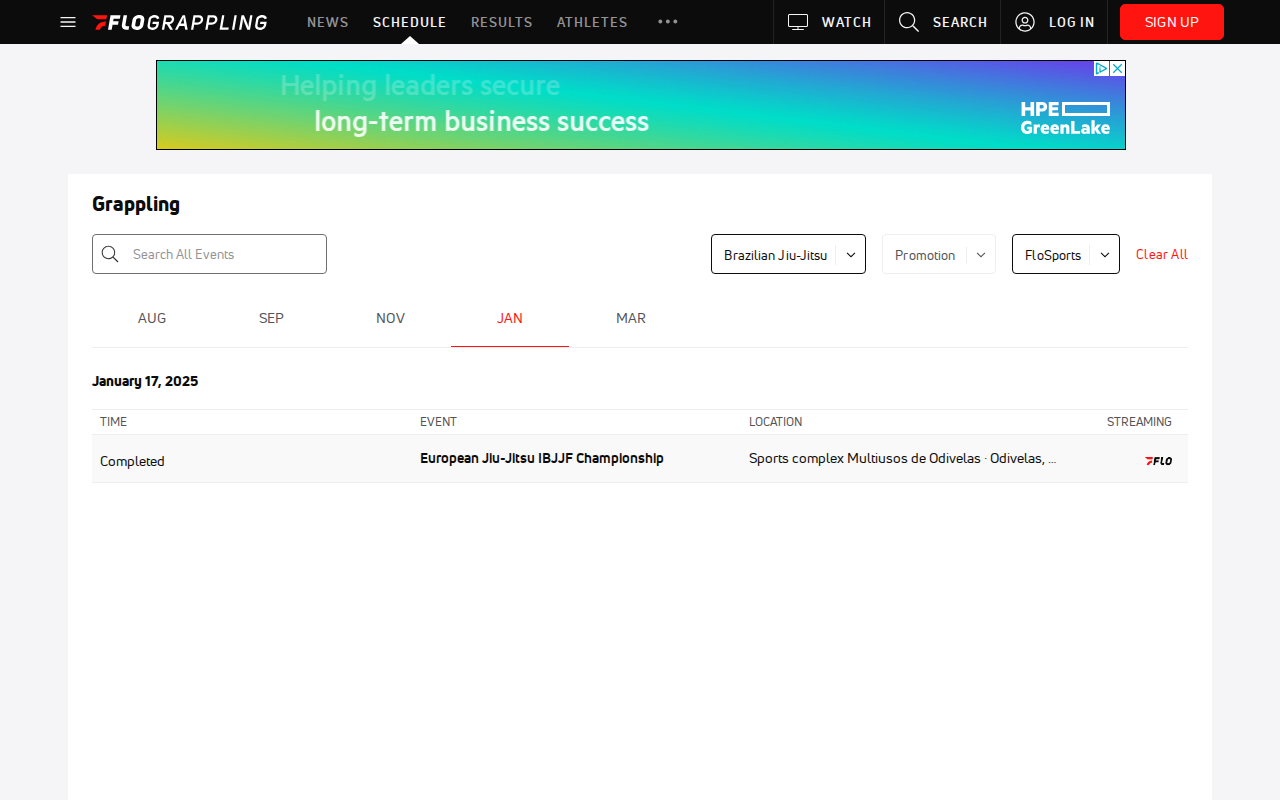 FLOGRAPPLING NEWS SCHEDULE RESULTS ATHLETES WATCH SEARCH LOG IN SIGN UP
Helping leaders secure
long-term business success
HPE
GreenLake
Grappling
Search All Events
Brazilian Jiu-Jitsu
Promotion
FloSports
Clear All
AUG SEP NOV JAN MAR
January 17, 2025
TIME EVENT LOCATION STREAMING
Completed European Jiu-Jitsu IBJJF Championship Sports complex Multiusos de Odivelas · Odivelas, ... FLO